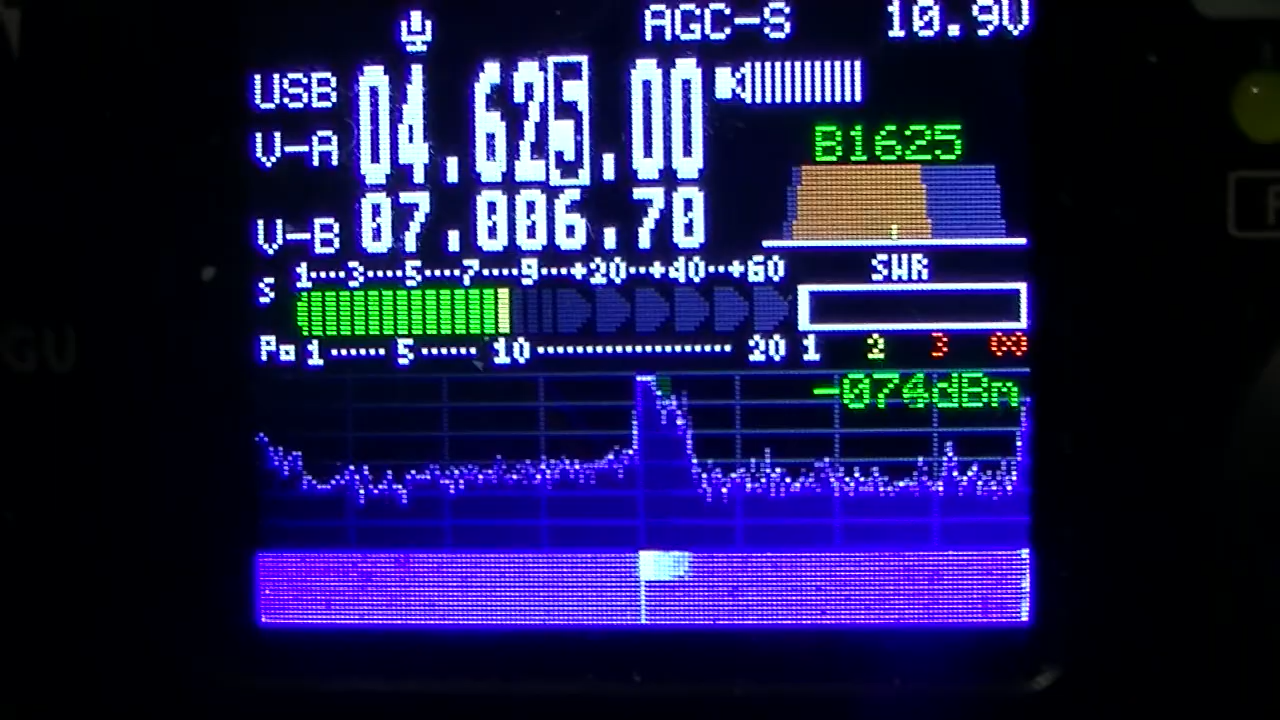 AGC-S 10.9V
USB 04.625.00
V-A
B1625
V-B 07.006.70
1···3···5···7···9···+20··+40··+60 SWR
S
Po 1·····5·····10···············20 1 2 3 ∞
-074dBm